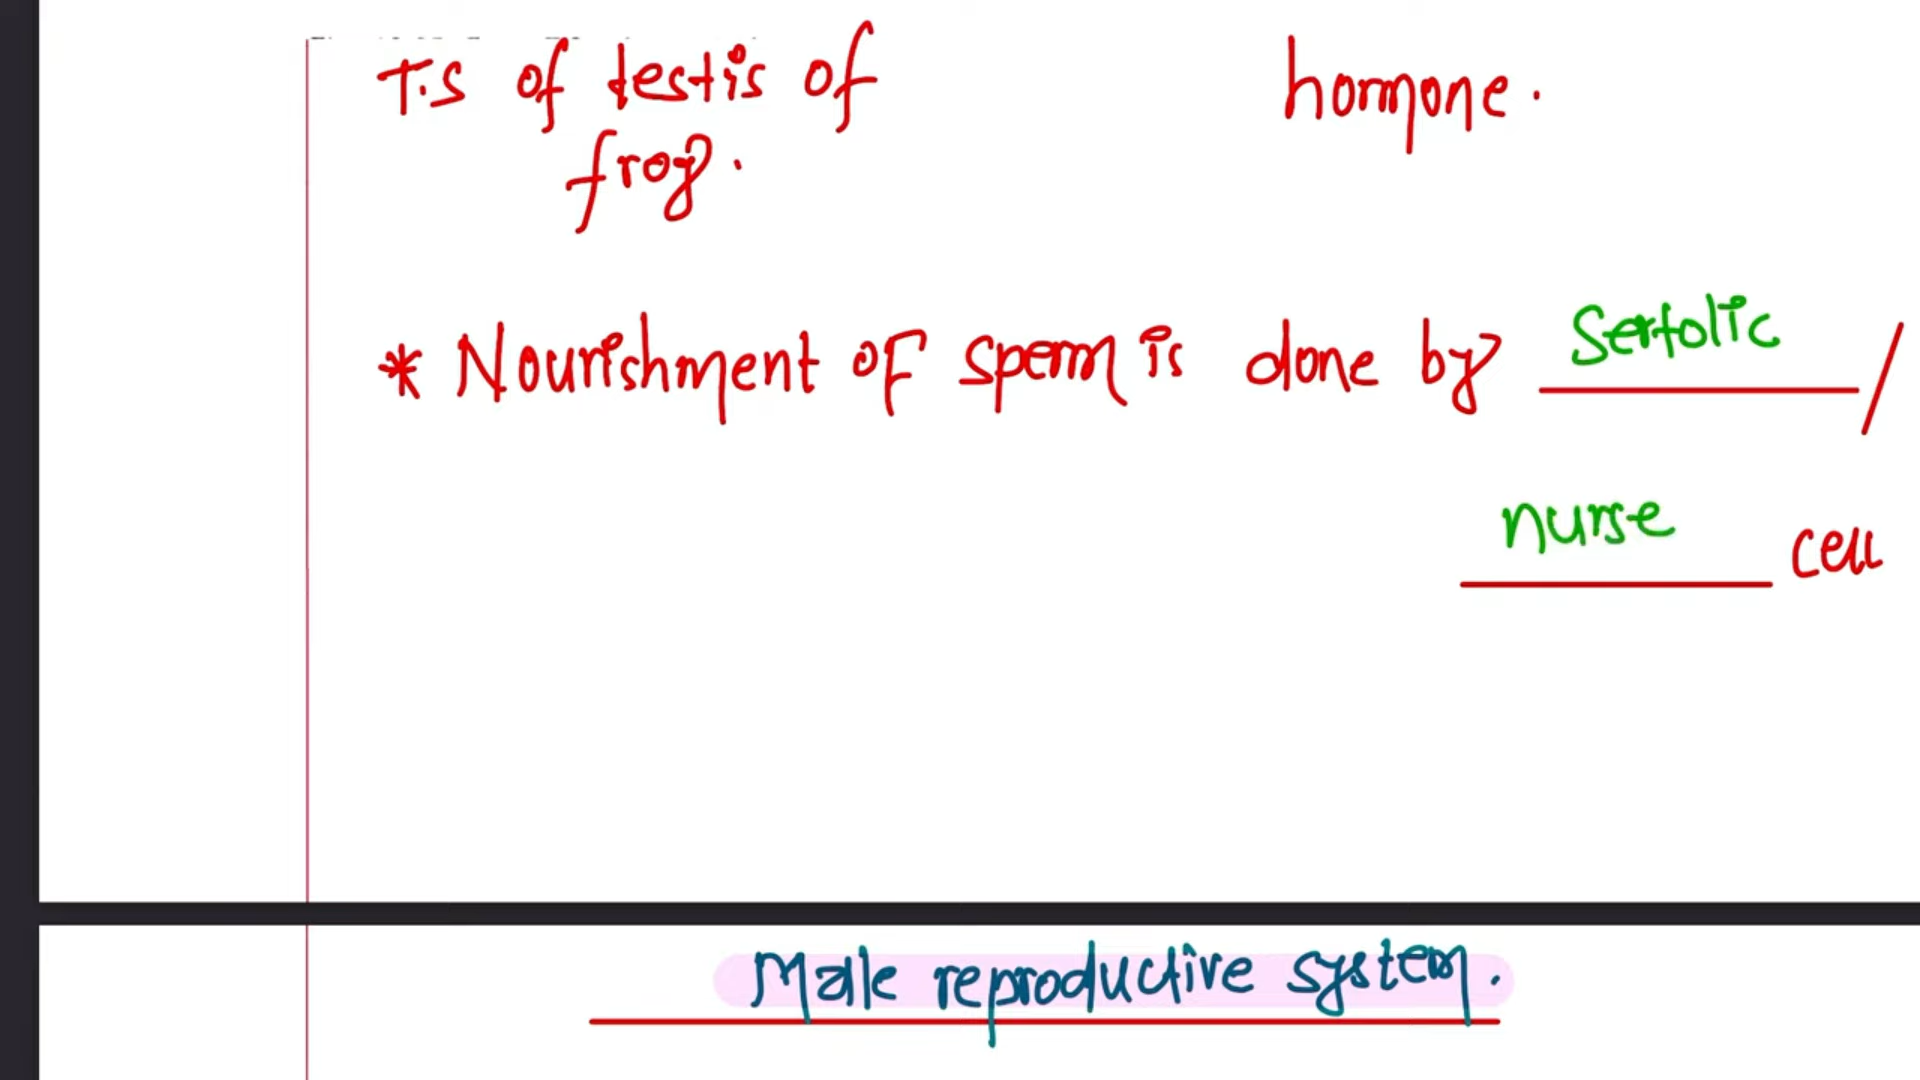 T.S of testis of
frog.
hormone.
* Nourishment of sperm is done by Sertolic /
nurse cell
Male reproductive system.